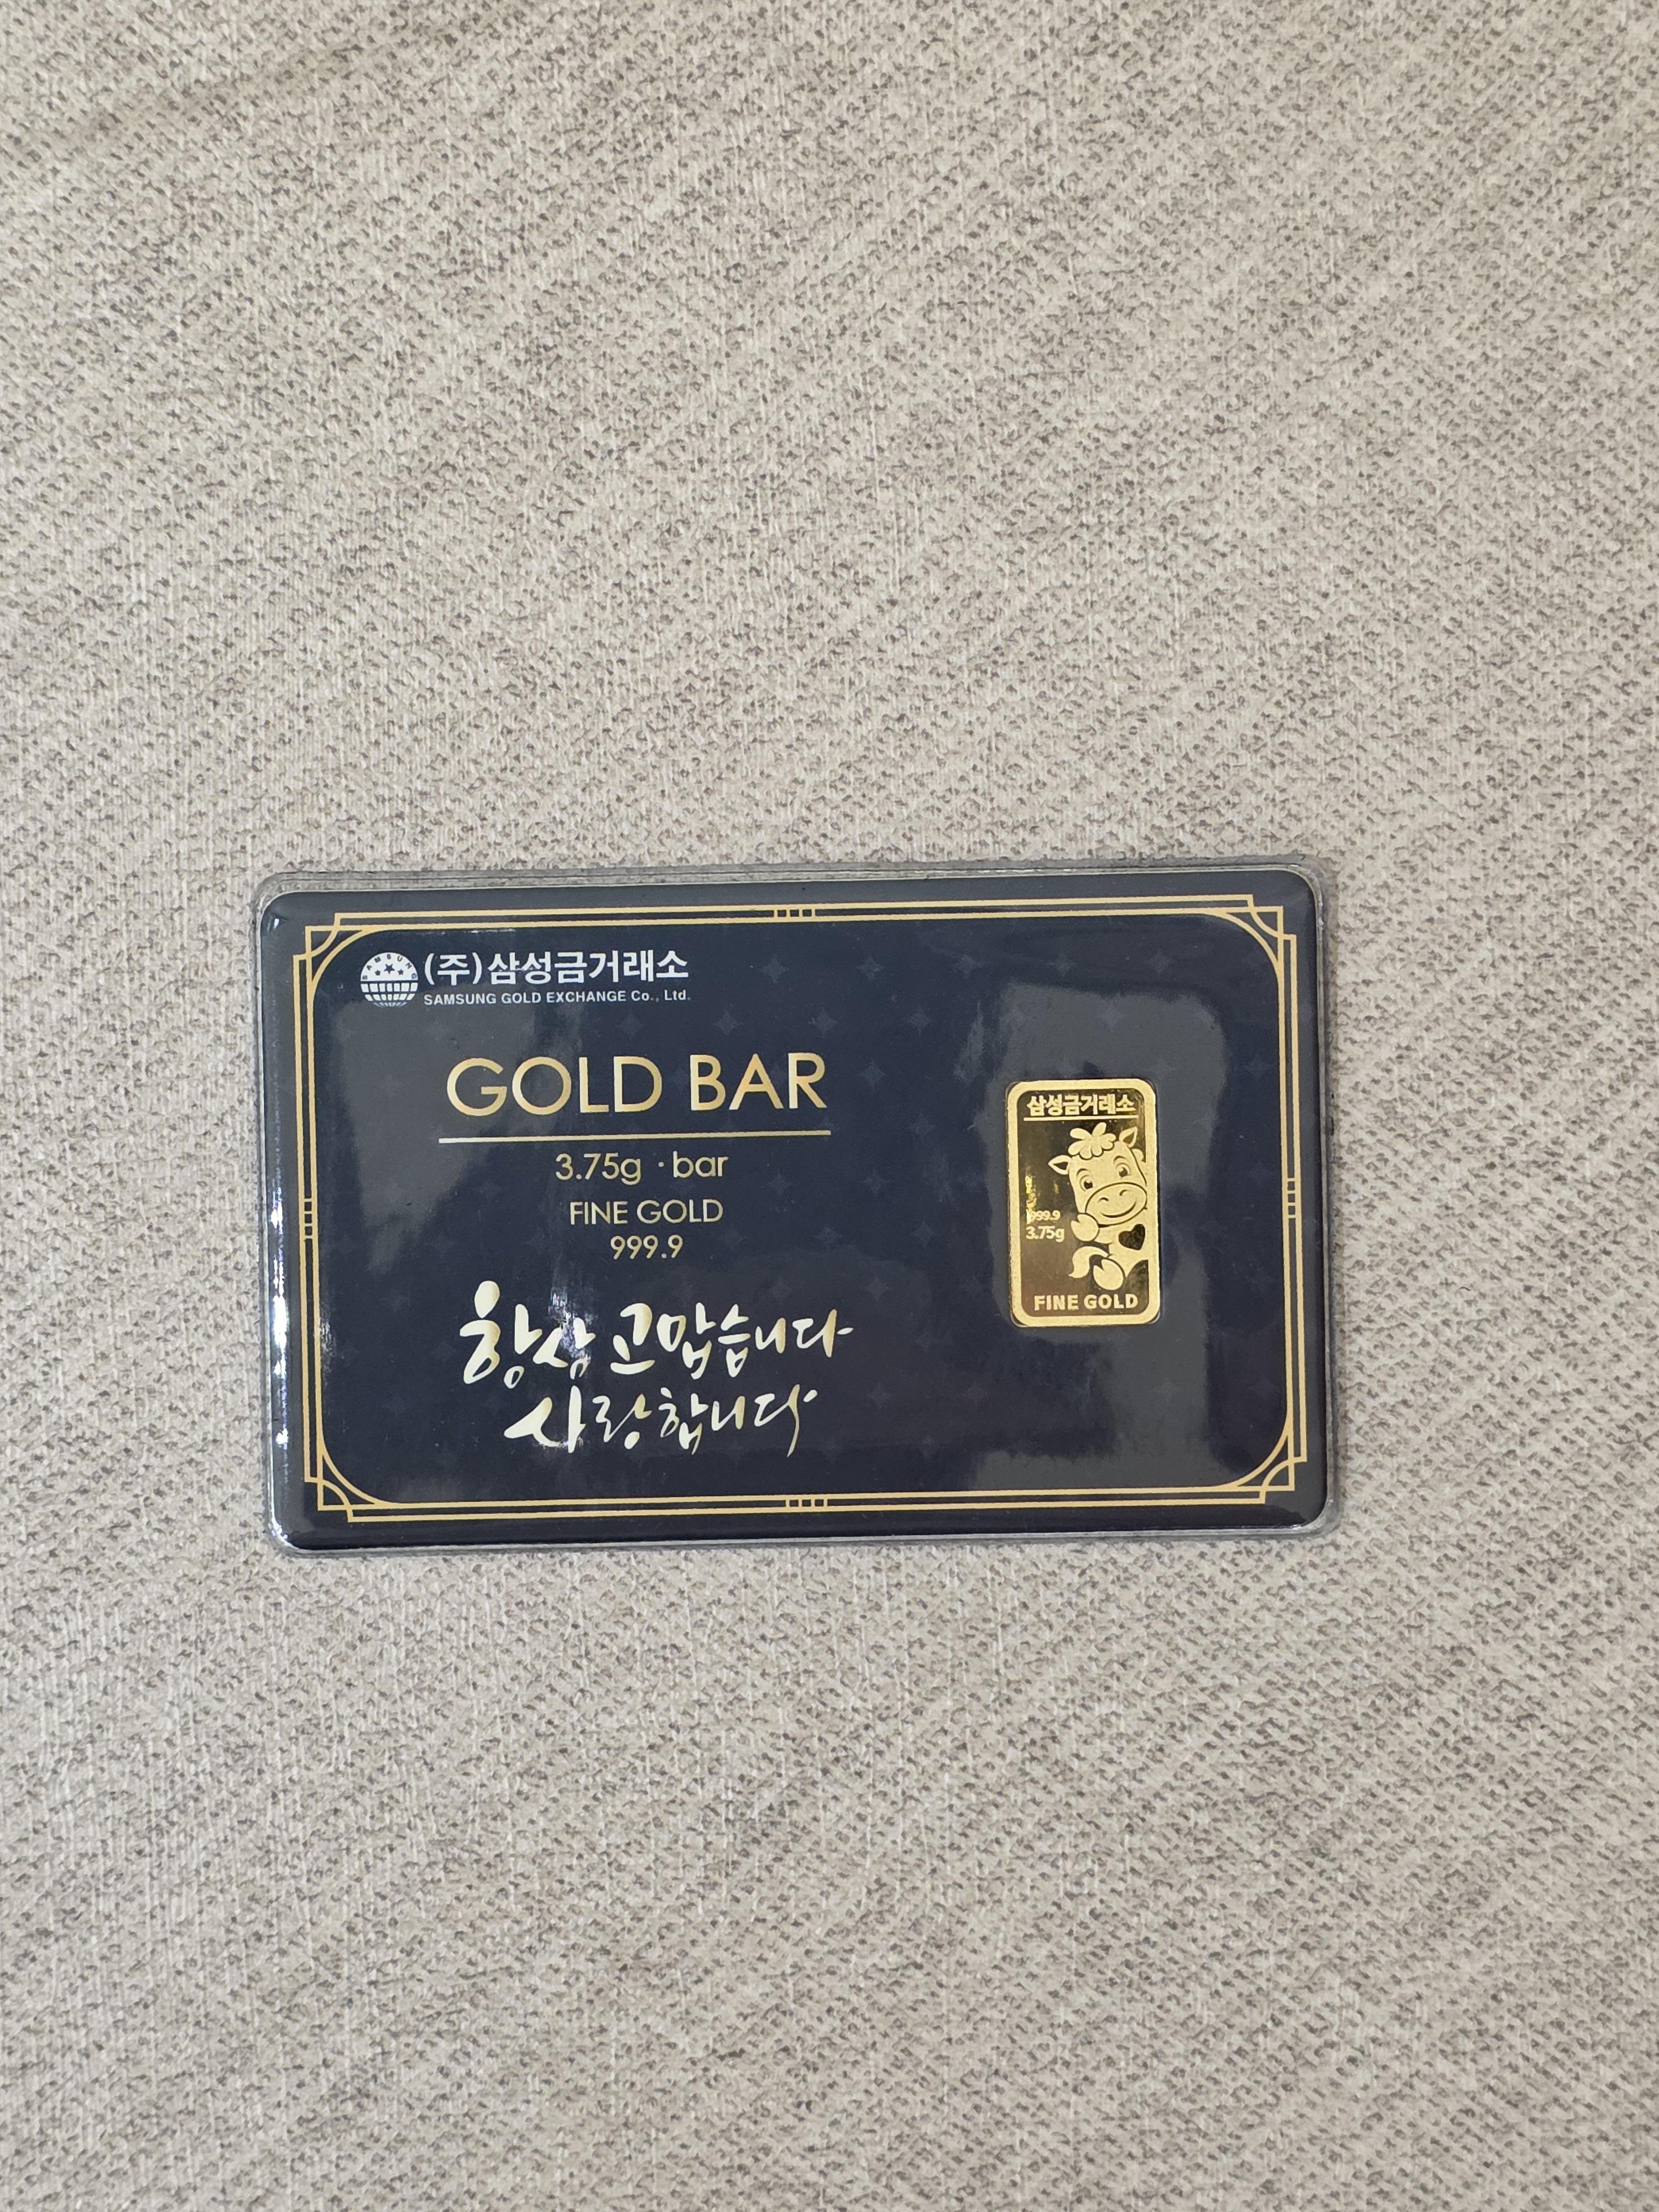 SAMSUNG
(주)삼성금거래소
SAMSUNG GOLD EXCHANGE Co., Ltd.
GOLD BAR
3.75g · bar
FINE GOLD
999.9
항상 고맙습니다
사랑합니다
삼성금거래소
999.9
3.75g
FINE GOLD